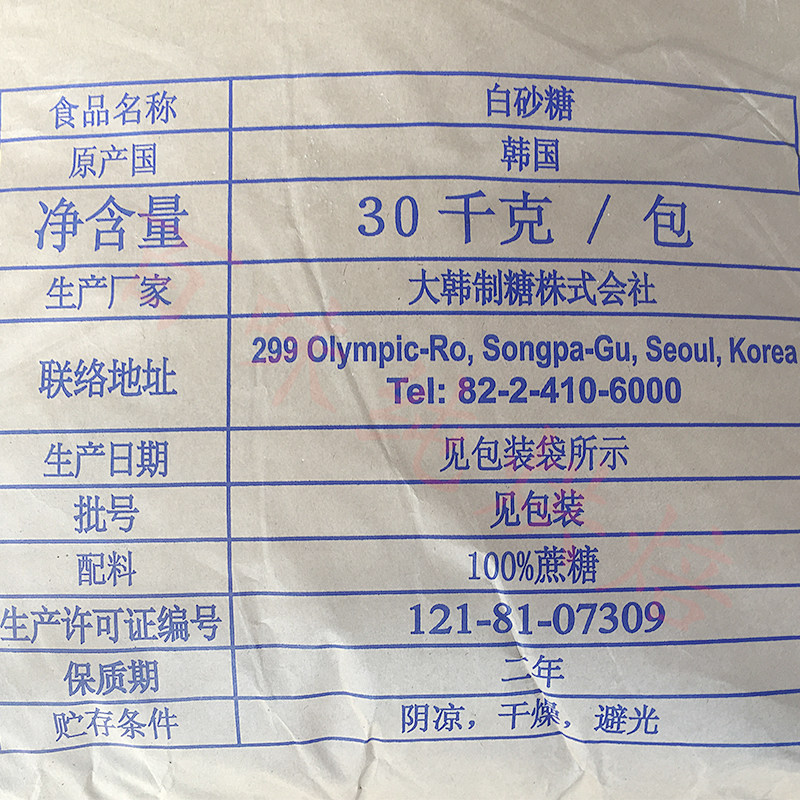 食品名称 白砂糖
原产国 韩国
净含量 30千克 / 包
生产厂家 大韩制糖株式会社
联络地址 299 Olympic-Ro, Songpa-Gu, Seoul, Korea
Tel: 82-2-410-6000
生产日期 见包装袋所示
批号 见包装
配料 100%蔗糖
生产许可证编号 121-81-07309
保质期 二年
贮存条件 阴凉，干燥，避光